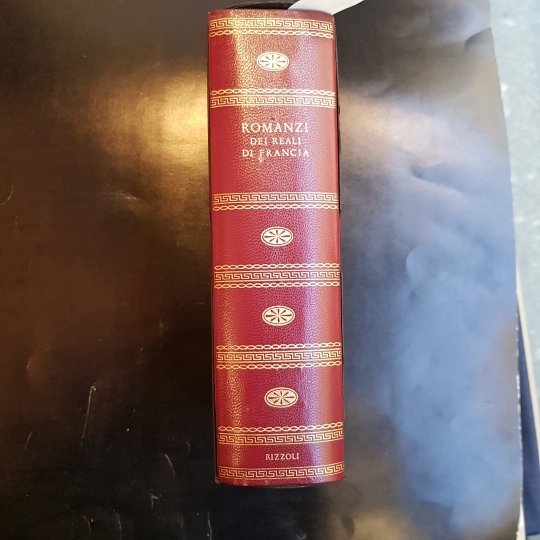 ROMANZI
DEI REALI
DI FRANCIA
RIZZOLI